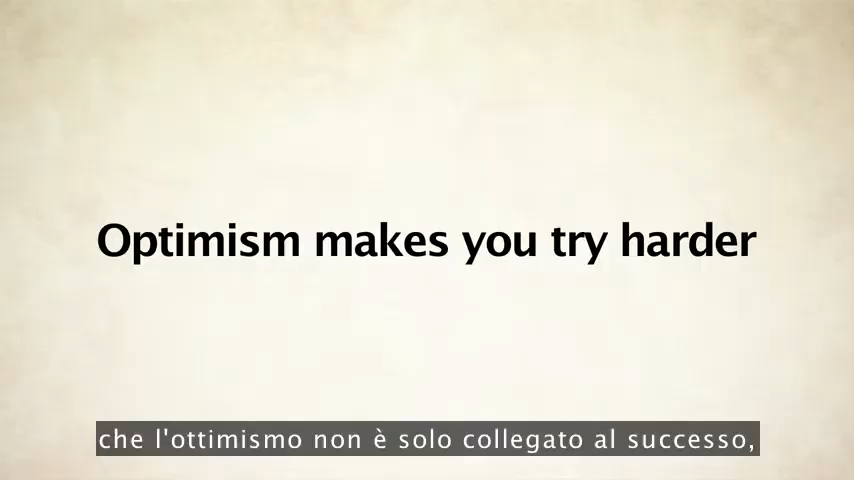 Optimism makes you try harder
che l'ottimismo non è solo collegato al successo,